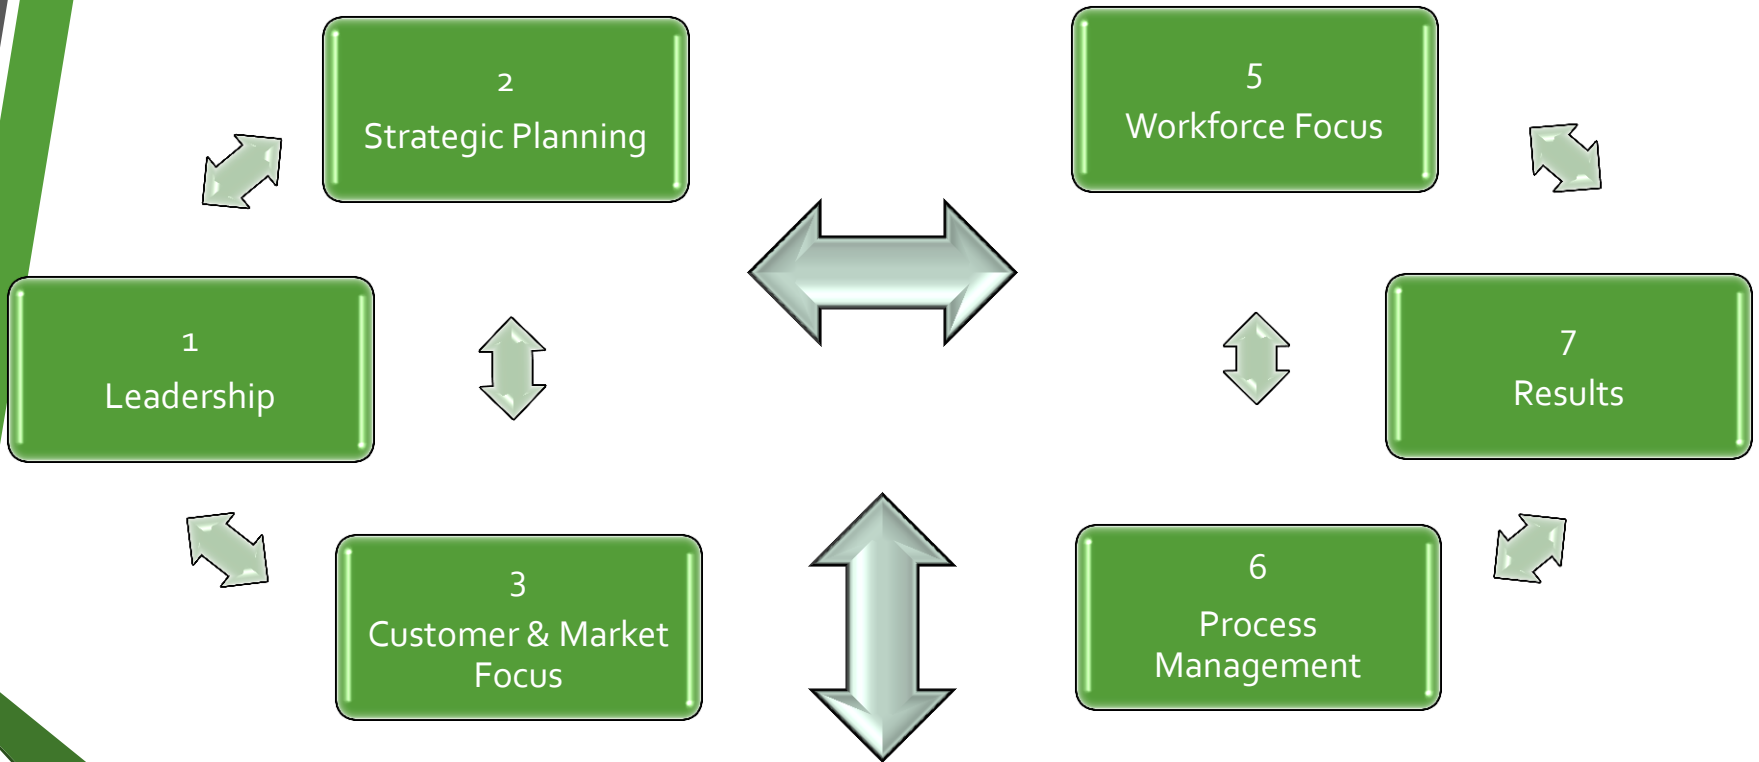 2
Strategic Planning
5
Workforce Focus
1
Leadership
7
Results
3
Customer & Market
Focus
6
Process
Management